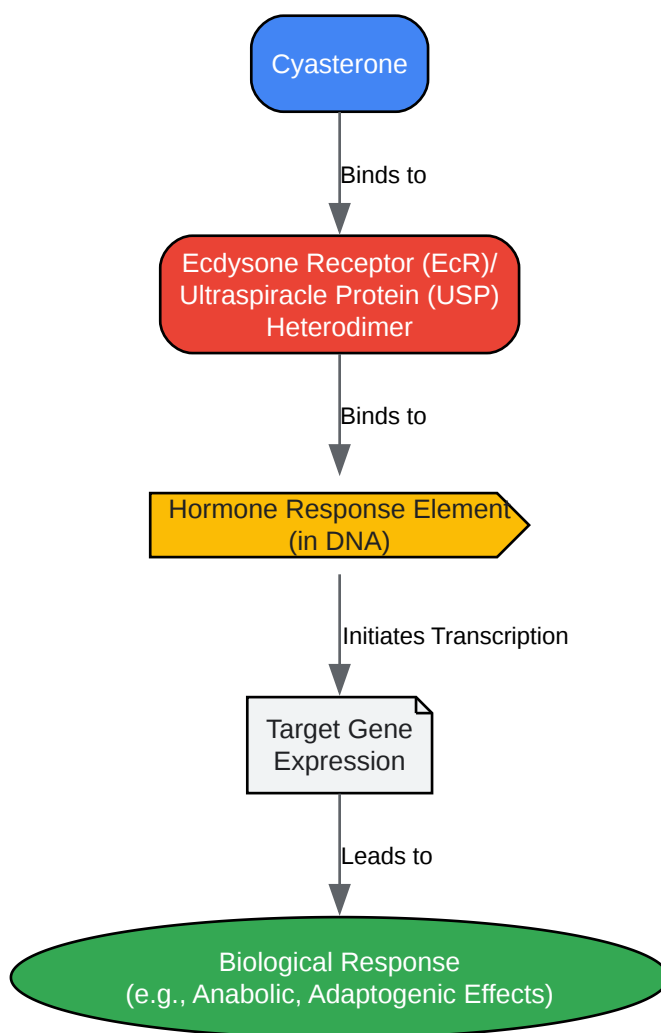 Cyasterone
Binds to
Ecdysone Receptor (EcR)/
Ultraspiracle Protein (USP)
Heterodimer
Binds to
Hormone Response Element
(in DNA)
Initiates Transcription
Target Gene
Expression
Leads to
Biological Response
(e.g., Anabolic, Adaptogenic Effects)